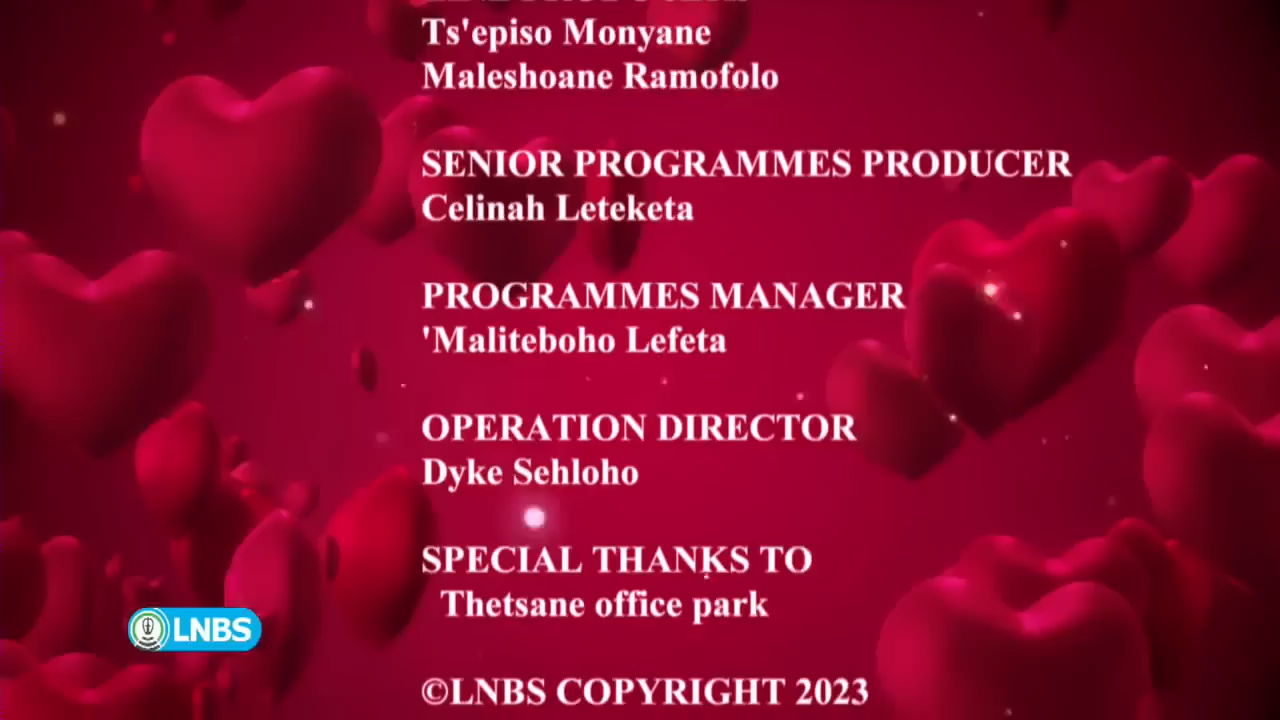 Ts'episo Monyane
Maleshoane Ramofolo
SENIOR PROGRAMMES PRODUCER
Celinah Leteketa
PROGRAMMES MANAGER
'Maliteboho Lefeta
OPERATION DIRECTOR
Dyke Sehloho
SPECIAL THANKS TO
Thetsane office park
LNBS
©LNBS COPYRIGHT 2023